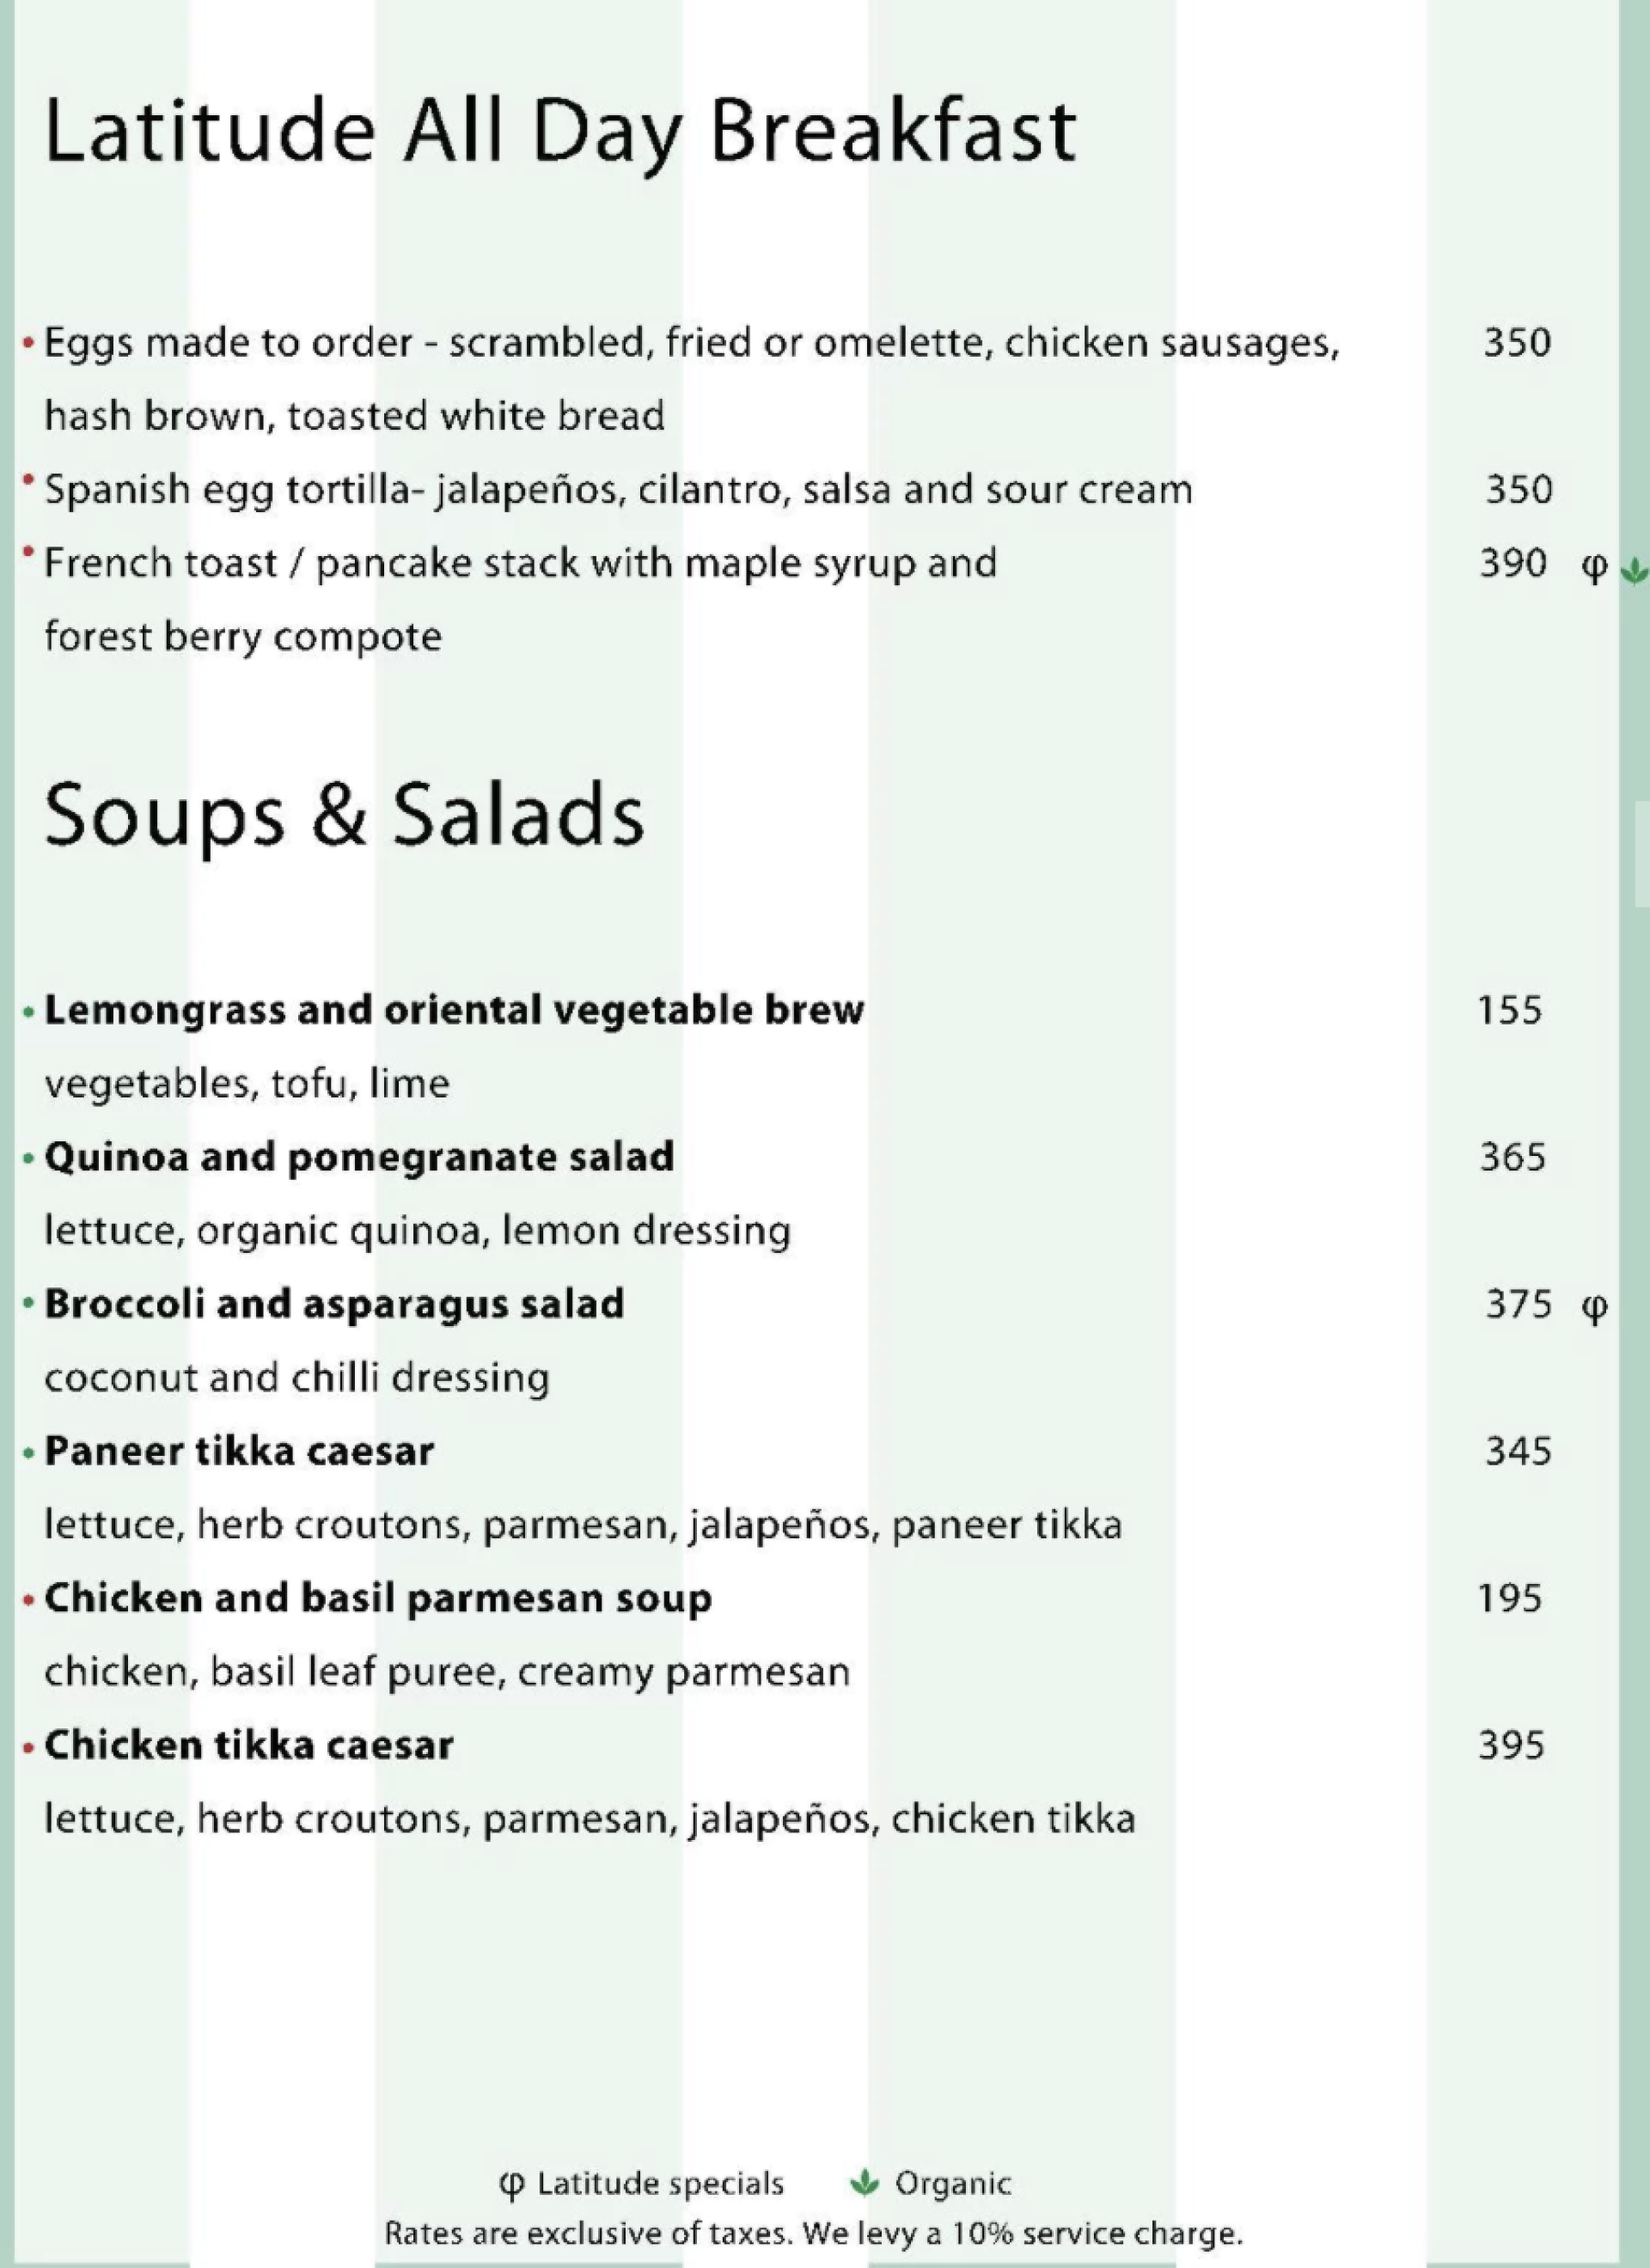 Latitude All Day Breakfast
• Eggs made to order - scrambled, fried or omelette, chicken sausages, 350
hash brown, toasted white bread
• Spanish egg tortilla- jalapeños, cilantro, salsa and sour cream 350
• French toast / pancake stack with maple syrup and 390 φ
forest berry compote
Soups & Salads
• Lemongrass and oriental vegetable brew 155
vegetables, tofu, lime
• Quinoa and pomegranate salad 365
lettuce, organic quinoa, lemon dressing
• Broccoli and asparagus salad 375 φ
coconut and chilli dressing
• Paneer tikka caesar 345
lettuce, herb croutons, parmesan, jalapeños, paneer tikka
• Chicken and basil parmesan soup 195
chicken, basil leaf puree, creamy parmesan
• Chicken tikka caesar 395
lettuce, herb croutons, parmesan, jalapeños, chicken tikka
φ Latitude specials Organic
Rates are exclusive of taxes. We levy a 10% service charge.